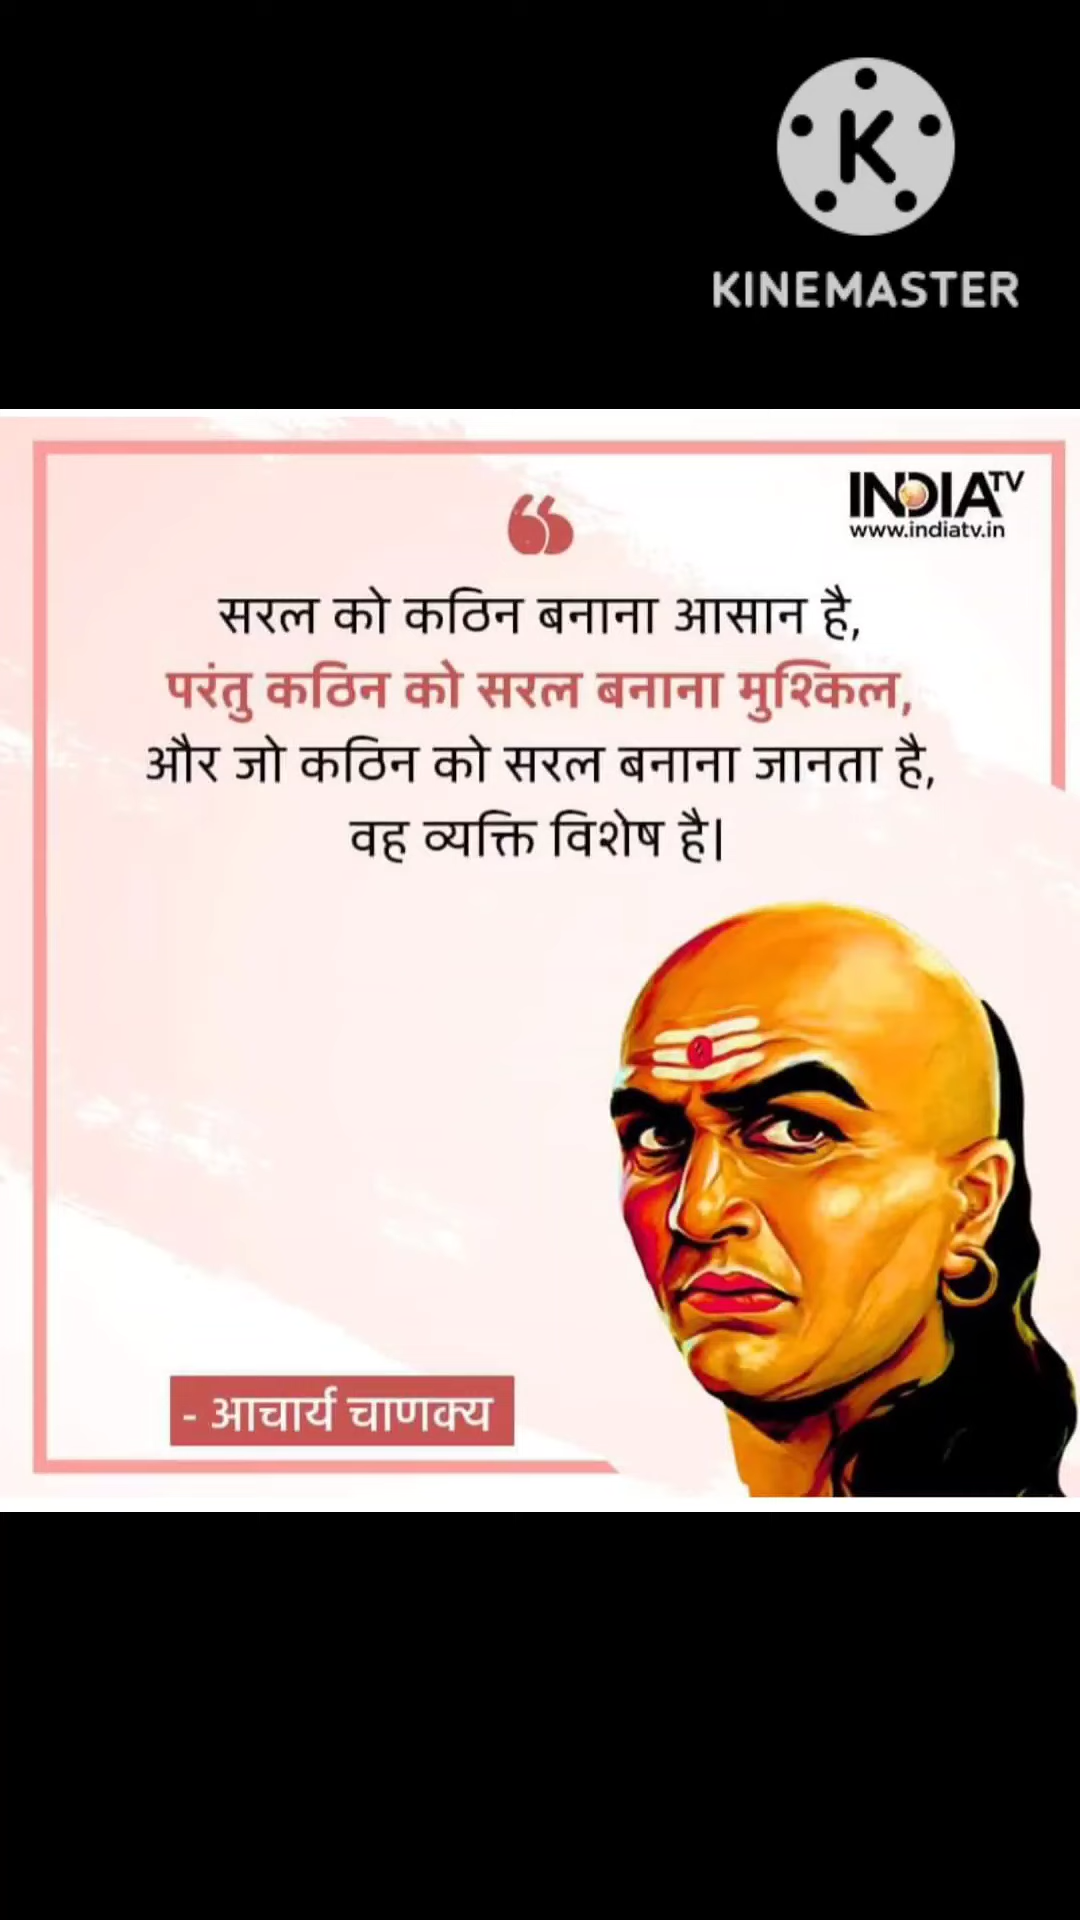 KINEMASTER
INDIA TV
www.indiatv.in
सरल को कठिन बनाना आसान है,
परंतु कठिन को सरल बनाना मुश्किल,
और जो कठिन को सरल बनाना जानता है,
वह व्यक्ति विशेष है।
- आचार्य चाणक्य